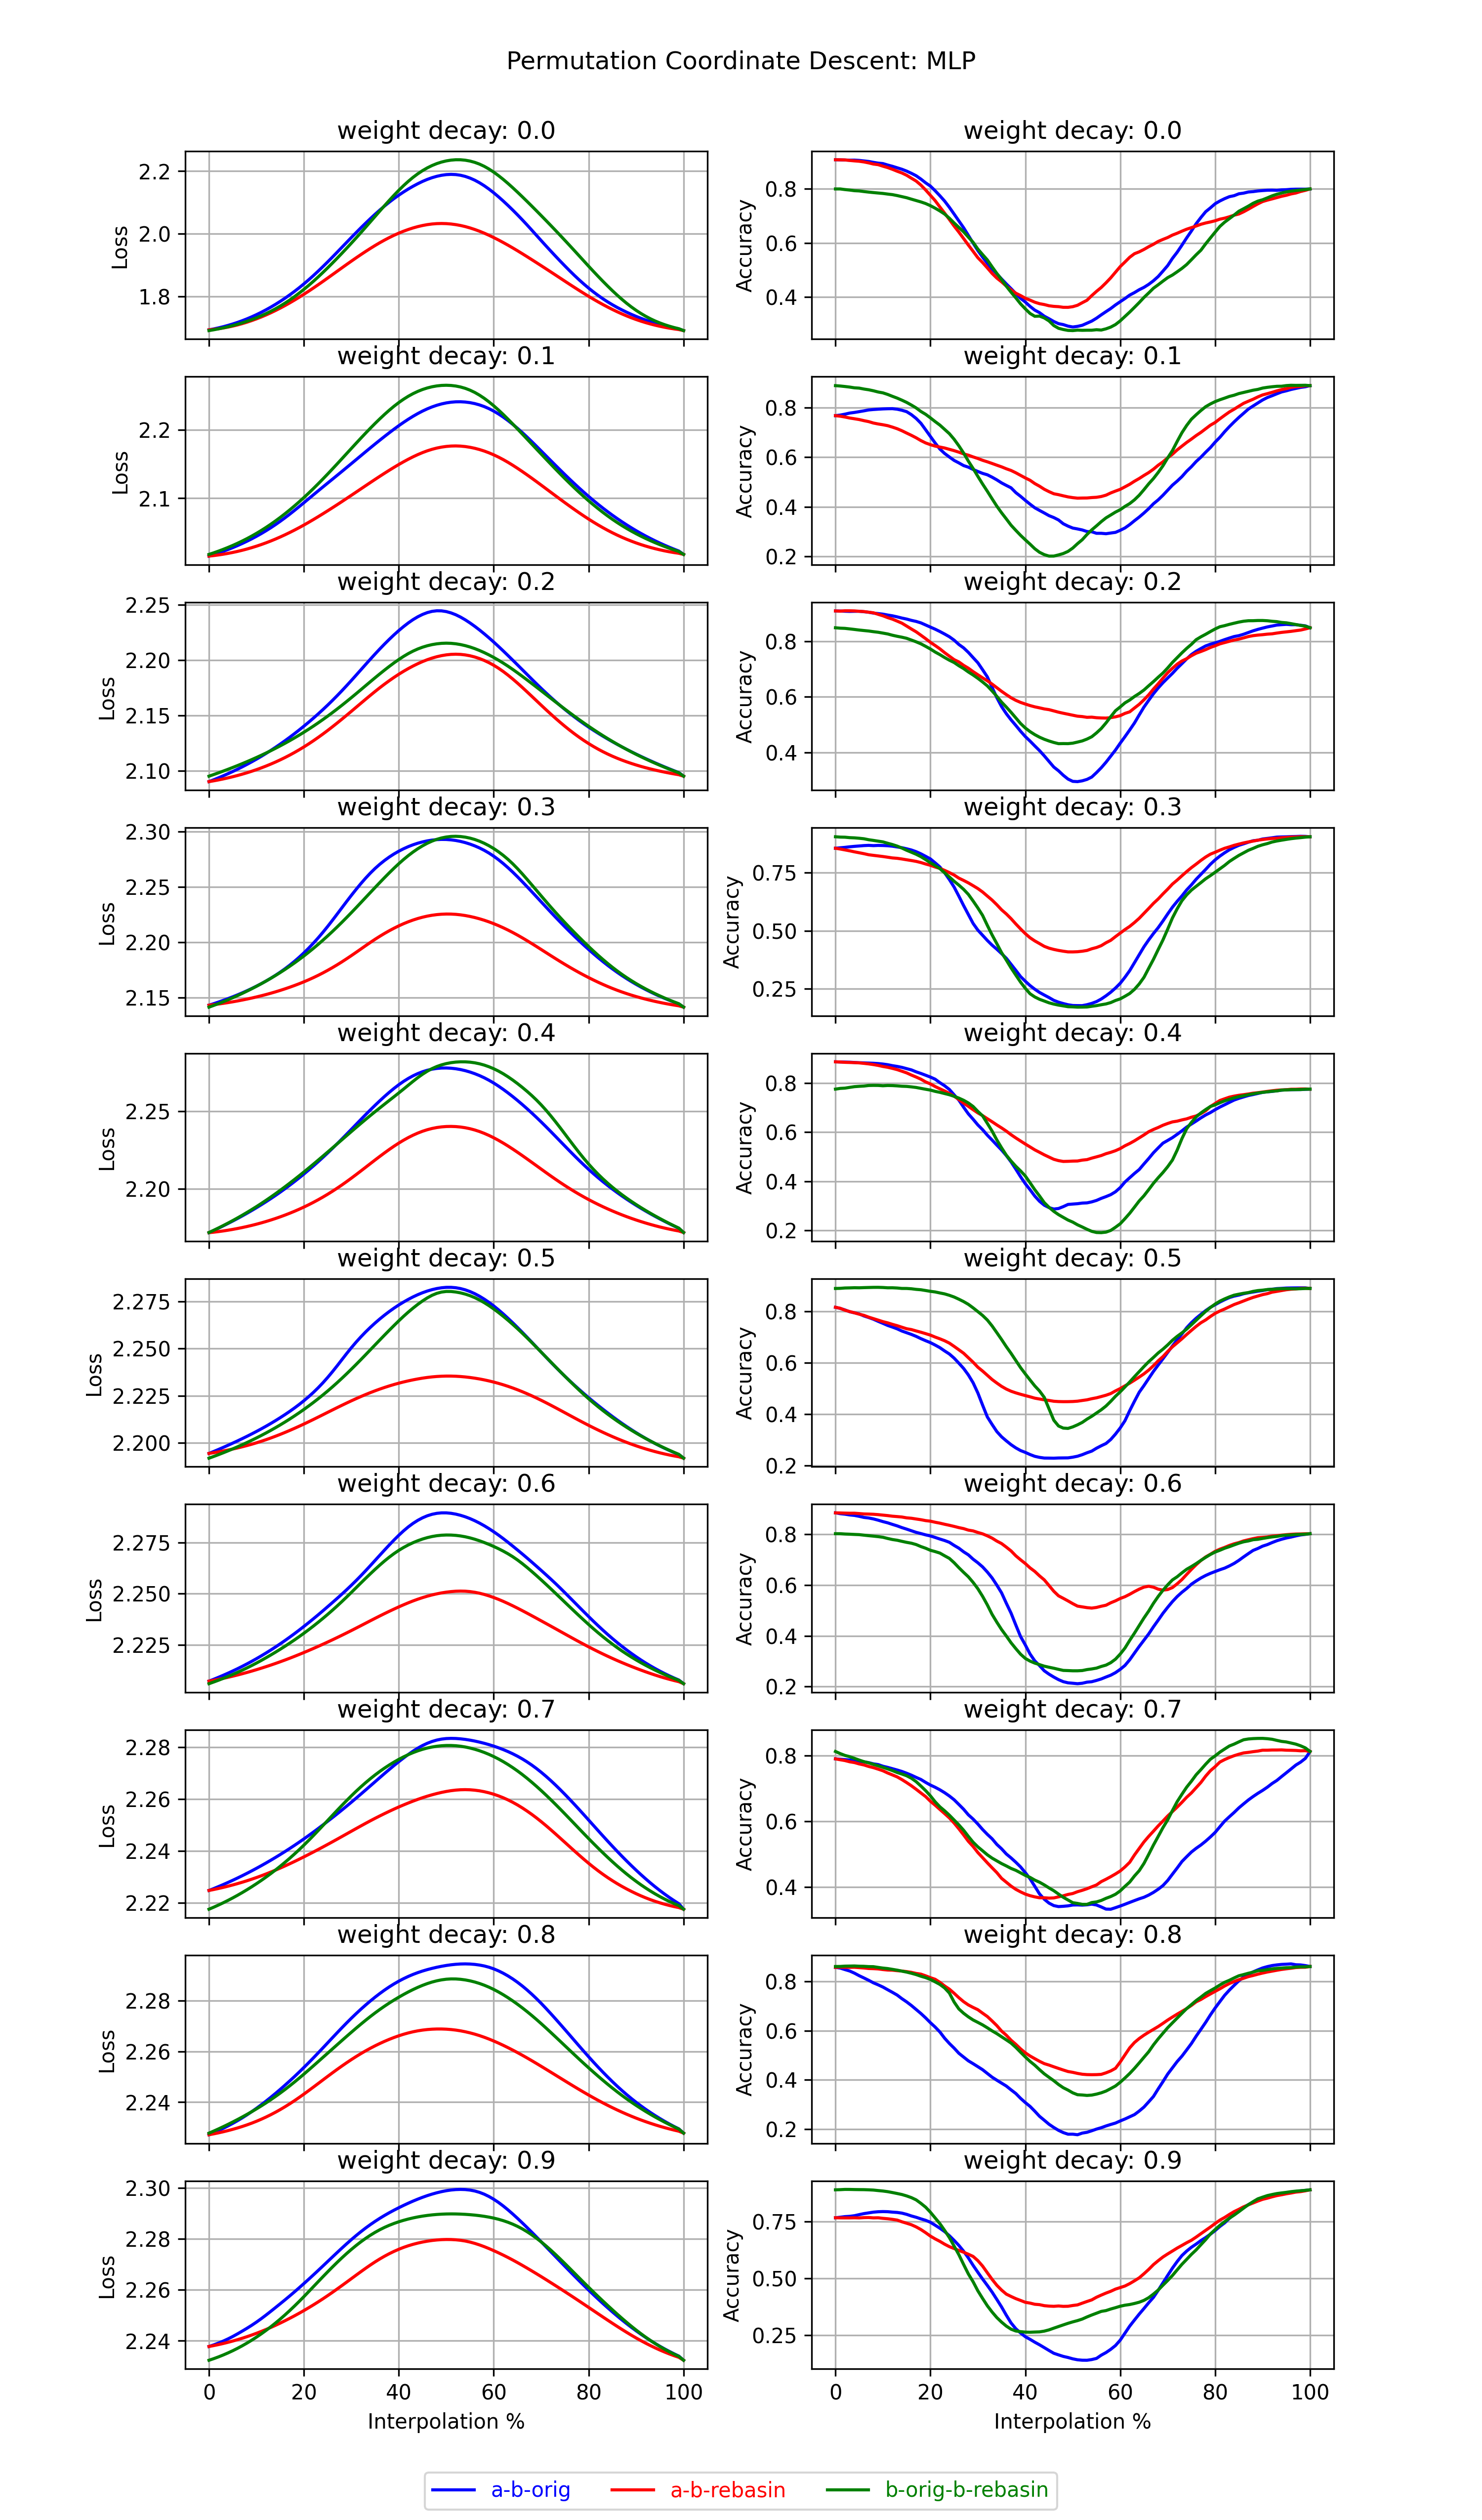 Permutation Coordinate Descent: MLP
weight decay: 0.0
weight decay: 0.0
Loss
2.2
2.0
1.8
Accuracy
0.8
0.6
0.4
weight decay: 0.1
weight decay: 0.1
Loss
2.2
2.1
Accuracy
0.8
0.6
0.4
0.2
weight decay: 0.2
weight decay: 0.2
Loss
2.25
2.20
2.15
2.10
Accuracy
0.8
0.6
0.4
weight decay: 0.3
weight decay: 0.3
Loss
2.30
2.25
2.20
2.15
Accuracy
0.75
0.50
0.25
weight decay: 0.4
weight decay: 0.4
Loss
2.25
2.20
Accuracy
0.8
0.6
0.4
0.2
weight decay: 0.5
weight decay: 0.5
Loss
2.275
2.250
2.225
2.200
Accuracy
0.8
0.6
0.4
0.2
weight decay: 0.6
weight decay: 0.6
Loss
2.275
2.250
2.225
Accuracy
0.8
0.6
0.4
0.2
weight decay: 0.7
weight decay: 0.7
Loss
2.28
2.26
2.24
2.22
Accuracy
0.8
0.6
0.4
weight decay: 0.8
weight decay: 0.8
Loss
2.28
2.26
2.24
Accuracy
0.8
0.6
0.4
0.2
weight decay: 0.9
weight decay: 0.9
Loss
2.30
2.28
2.26
2.24
Accuracy
0.75
0.50
0.25
0 20 40 60 80 100
0 20 40 60 80 100
Interpolation %
Interpolation %
a-b-orig a-b-rebasin b-orig-b-rebasin